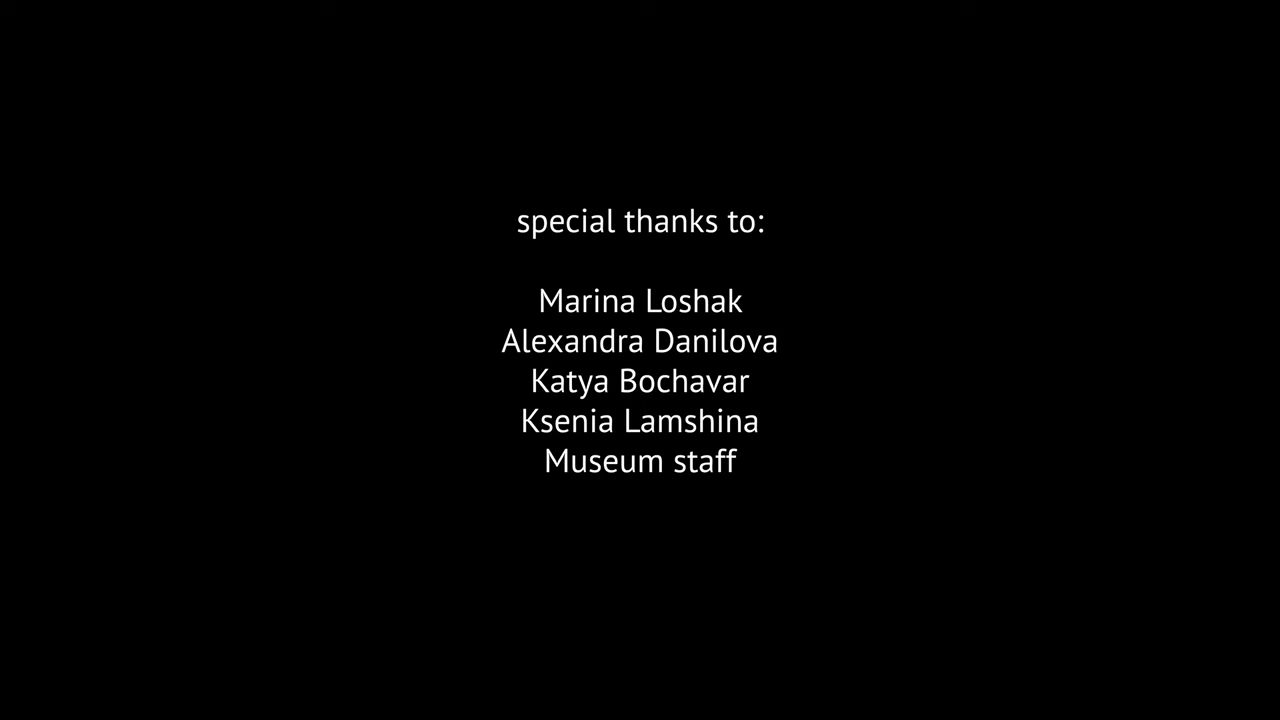 special thanks to:
Marina Loshak
Alexandra Danilova
Katya Bochavar
Ksenia Lamshina
Museum staff